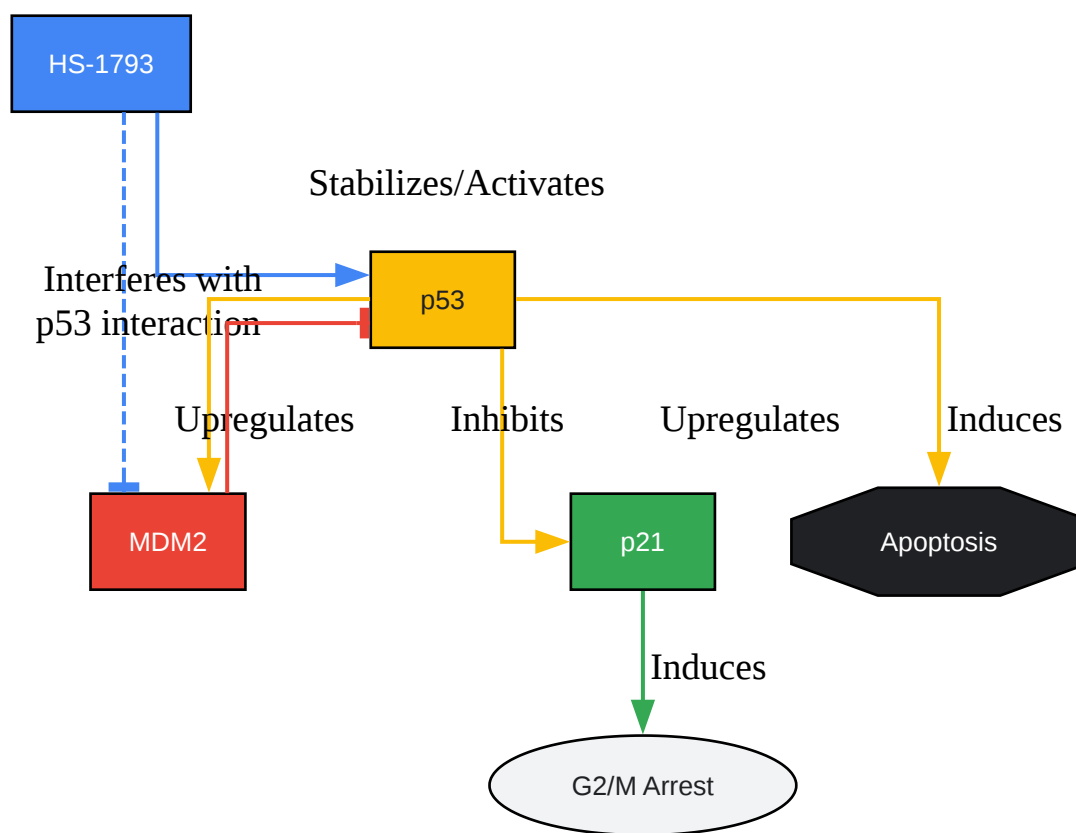 HS-1793
Stabilizes/Activates
Interferes with
p53 interaction
p53
Upregulates
Inhibits
Upregulates
Induces
MDM2
p21
Apoptosis
Induces
G2/M Arrest